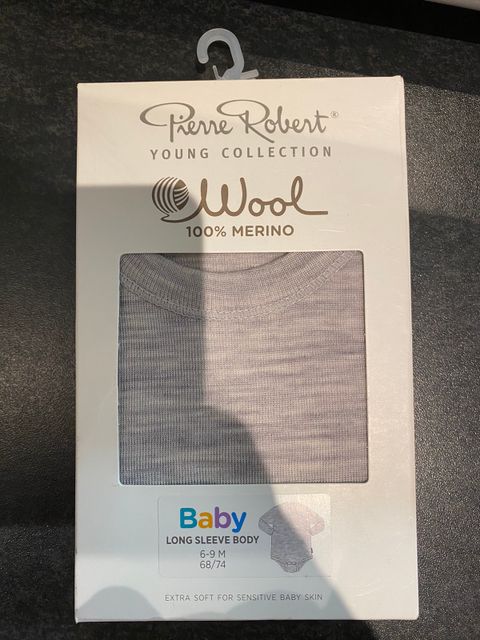 Pierre Robert®
YOUNG COLLECTION
Wool
100% MERINO
Baby
LONG SLEEVE BODY
6-9 M
68/74
EXTRA SOFT FOR SENSITIVE BABY SKIN